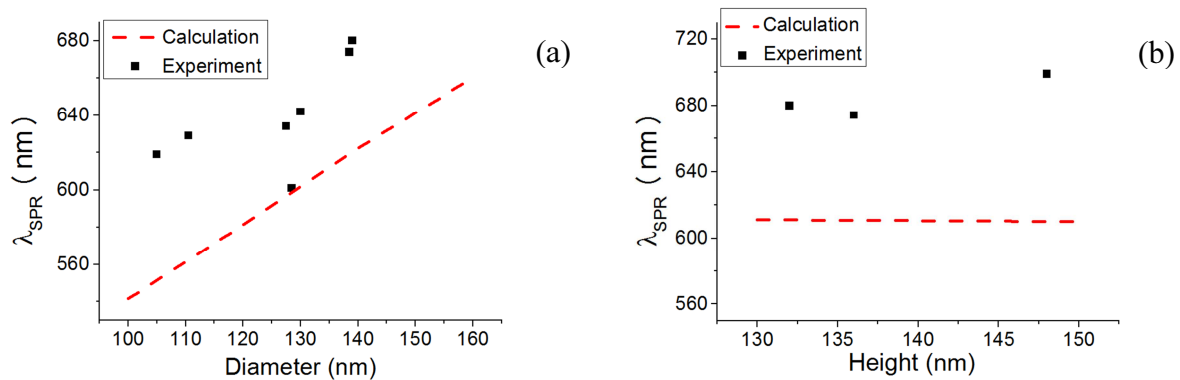 Calculation
Experiment
(a)
680
640
600
560
λSPR ( nm)
100 110 120 130 140 150 160
Diameter (nm)
Calculation
Experiment
(b)
720
680
640
600
560
λSPR ( nm)
130 135 140 145 150
Height (nm)